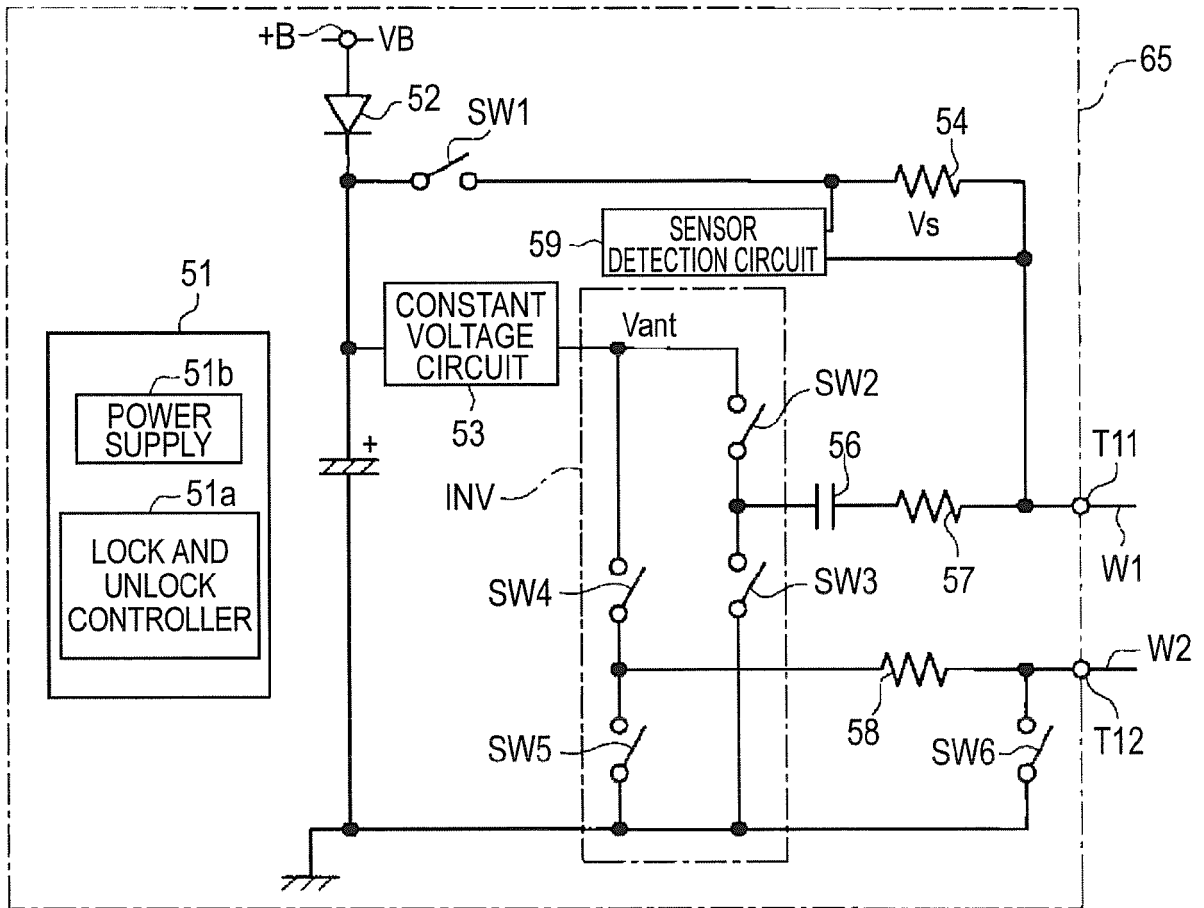 +B
VB
65
52
SW1
54
Vs
59
SENSOR
DETECTION CIRCUIT
51
CONSTANT
VOLTAGE
CIRCUIT
53
Vant
51b
POWER
SUPPLY
SW2
+
INV
56
T11
51a
LOCK AND
UNLOCK
CONTROLLER
57
W1
SW4
SW3
W2
58
T12
SW5
SW6